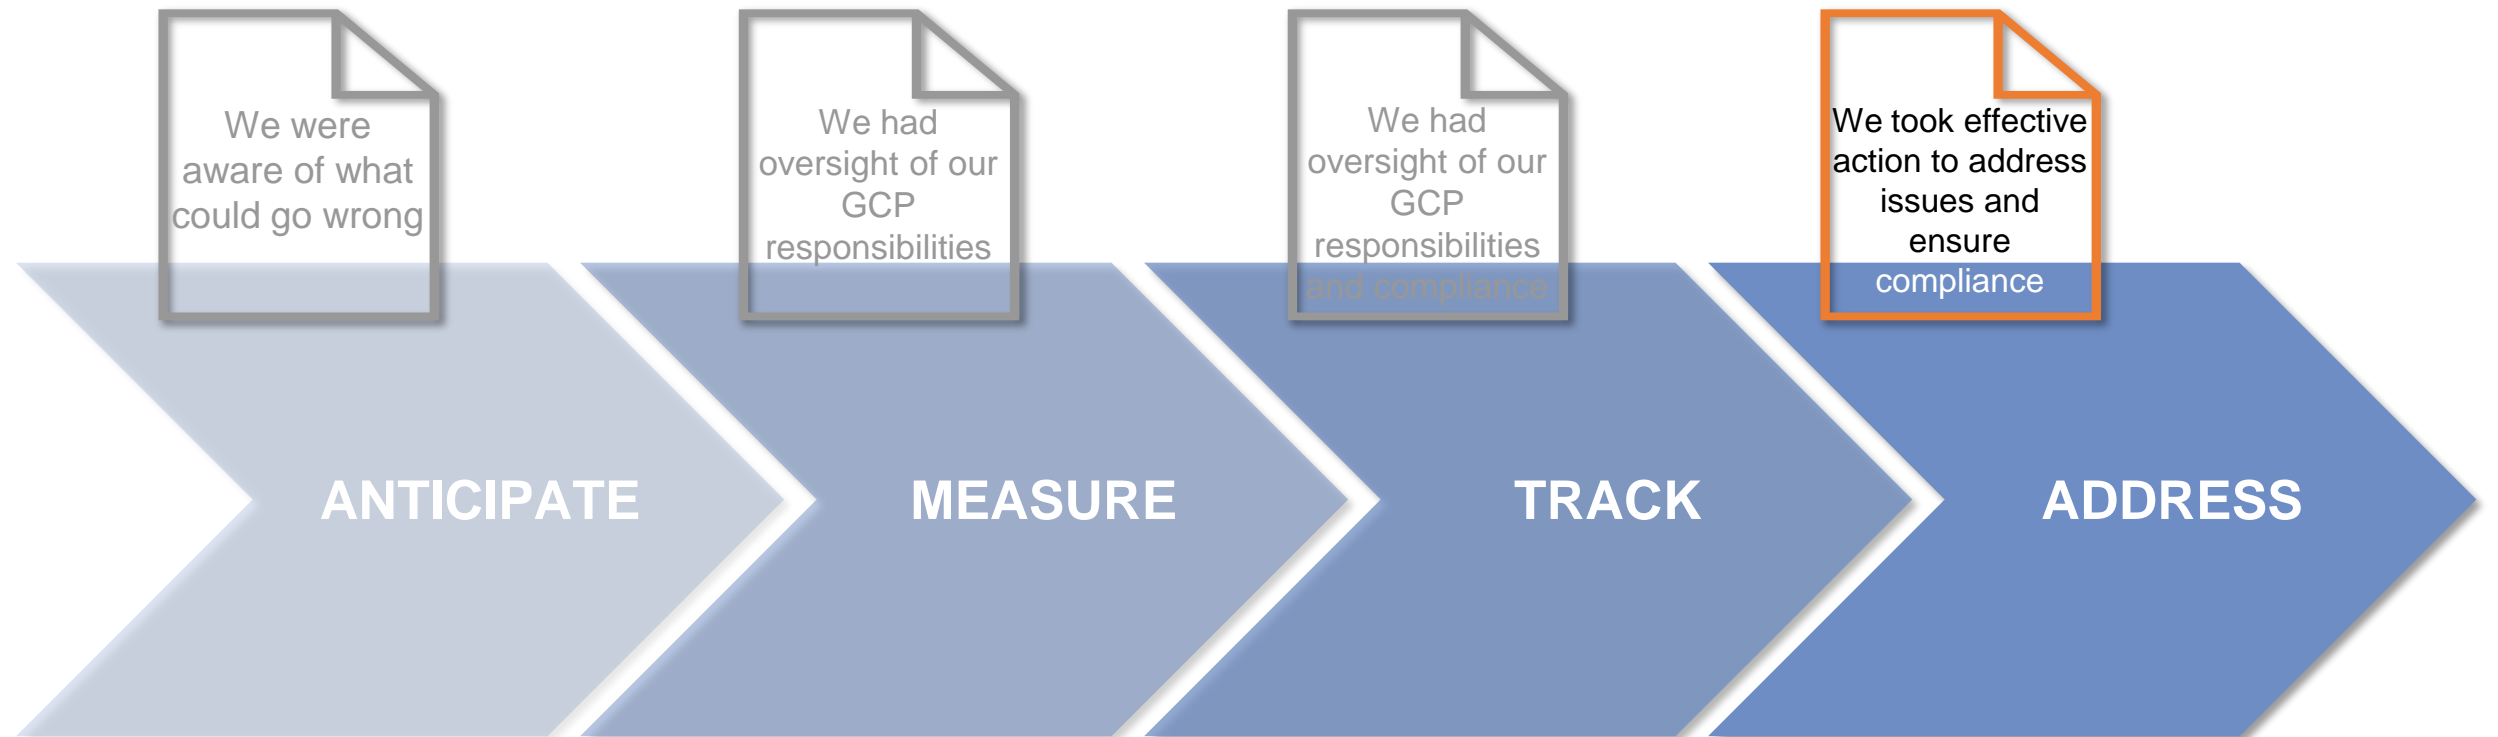 We were
aware of what
could go wrong
We had
oversight of our
GCP
responsibilities
We had
oversight of our
GCP
responsibilities
and compliance
We took effective
action to address
issues and
ensure
compliance
ANTICIPATE
MEASURE
TRACK
ADDRESS